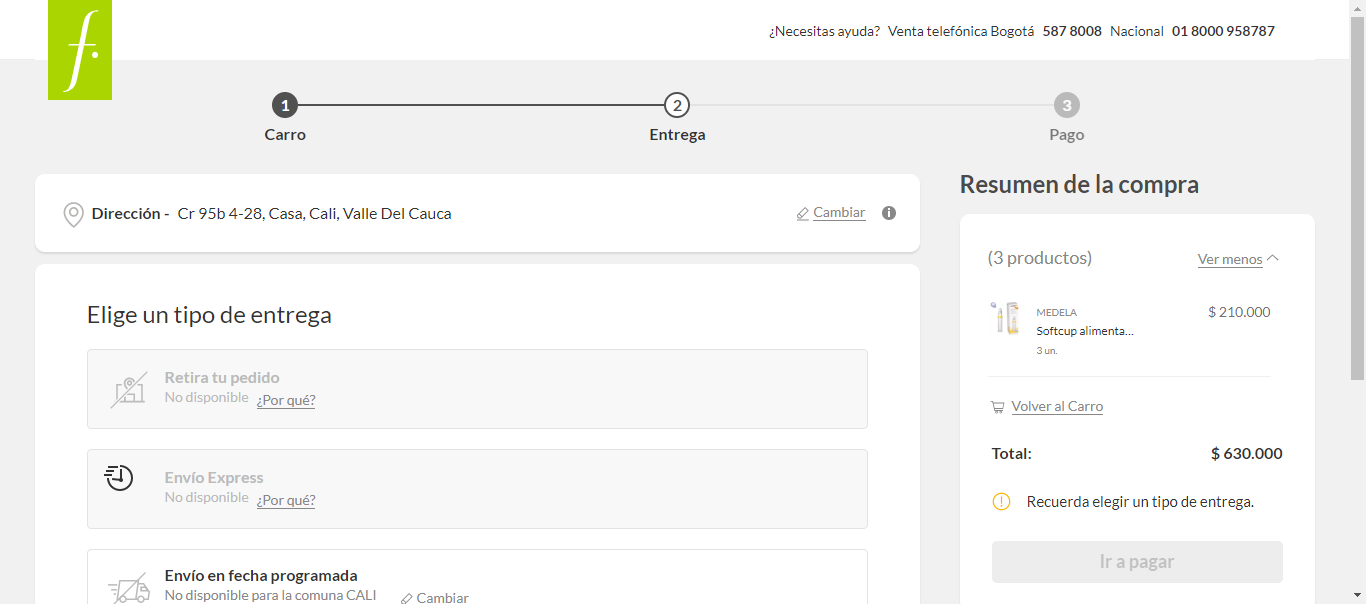 f.
¿Necesitas ayuda? Venta telefónica Bogotá 587 8008 Nacional 01 8000 958787
1 2 3
Carro Entrega Pago
Dirección - Cr 95b 4-28, Casa, Cali, Valle Del Cauca Cambiar i
Elige un tipo de entrega
Retira tu pedido
No disponible ¿Por qué?
Envío Express
No disponible ¿Por qué?
Envío en fecha programada
No disponible para la comuna CALI Cambiar
Resumen de la compra
(3 productos) Ver menos
MEDELA $ 210.000
Softcup alimenta...
3 un.
Volver al Carro
Total: $ 630.000
! Recuerda elegir un tipo de entrega.
Ir a pagar